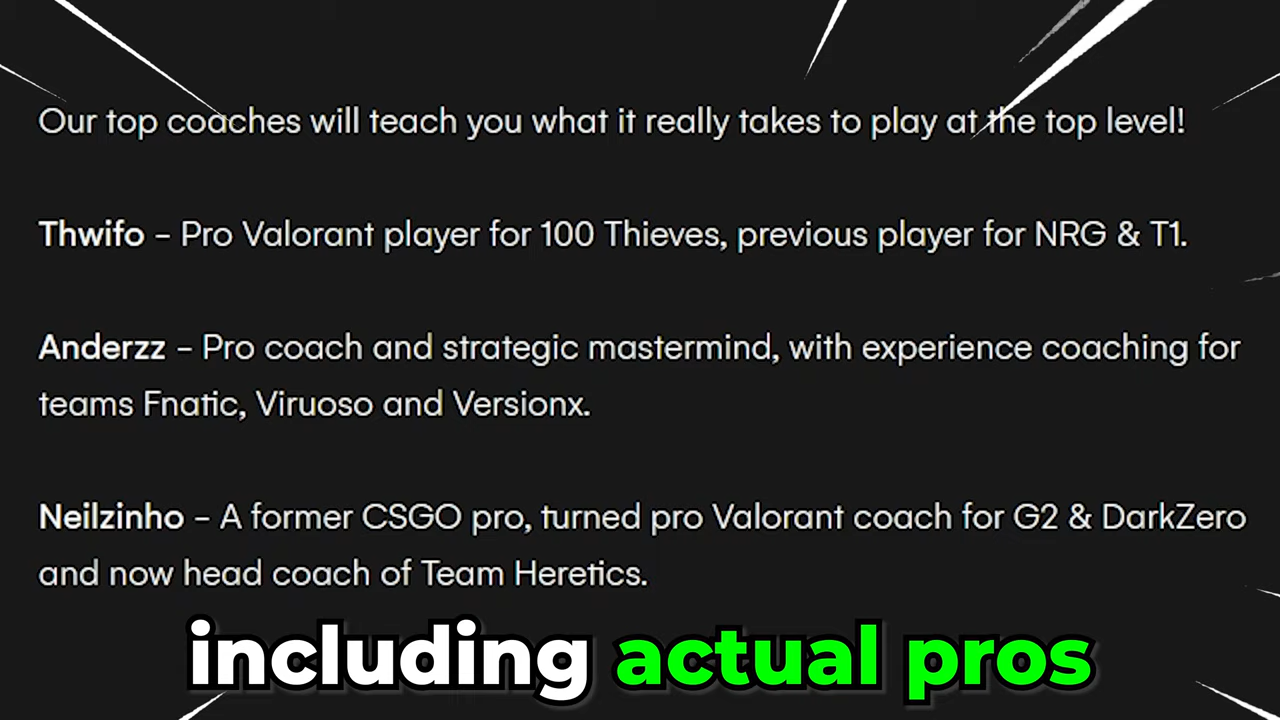 Our top coaches will teach you what it really takes to play at the top level!
Thwifo - Pro Valorant player for 100 Thieves, previous player for NRG & T1.
Anderzz - Pro coach and strategic mastermind, with experience coaching for
teams Fnatic, Viruoso and Versionx.
Neilzinho - A former CSGO pro, turned pro Valorant coach for G2 & DarkZero
and now head coach of Team Heretics.
including actual pros